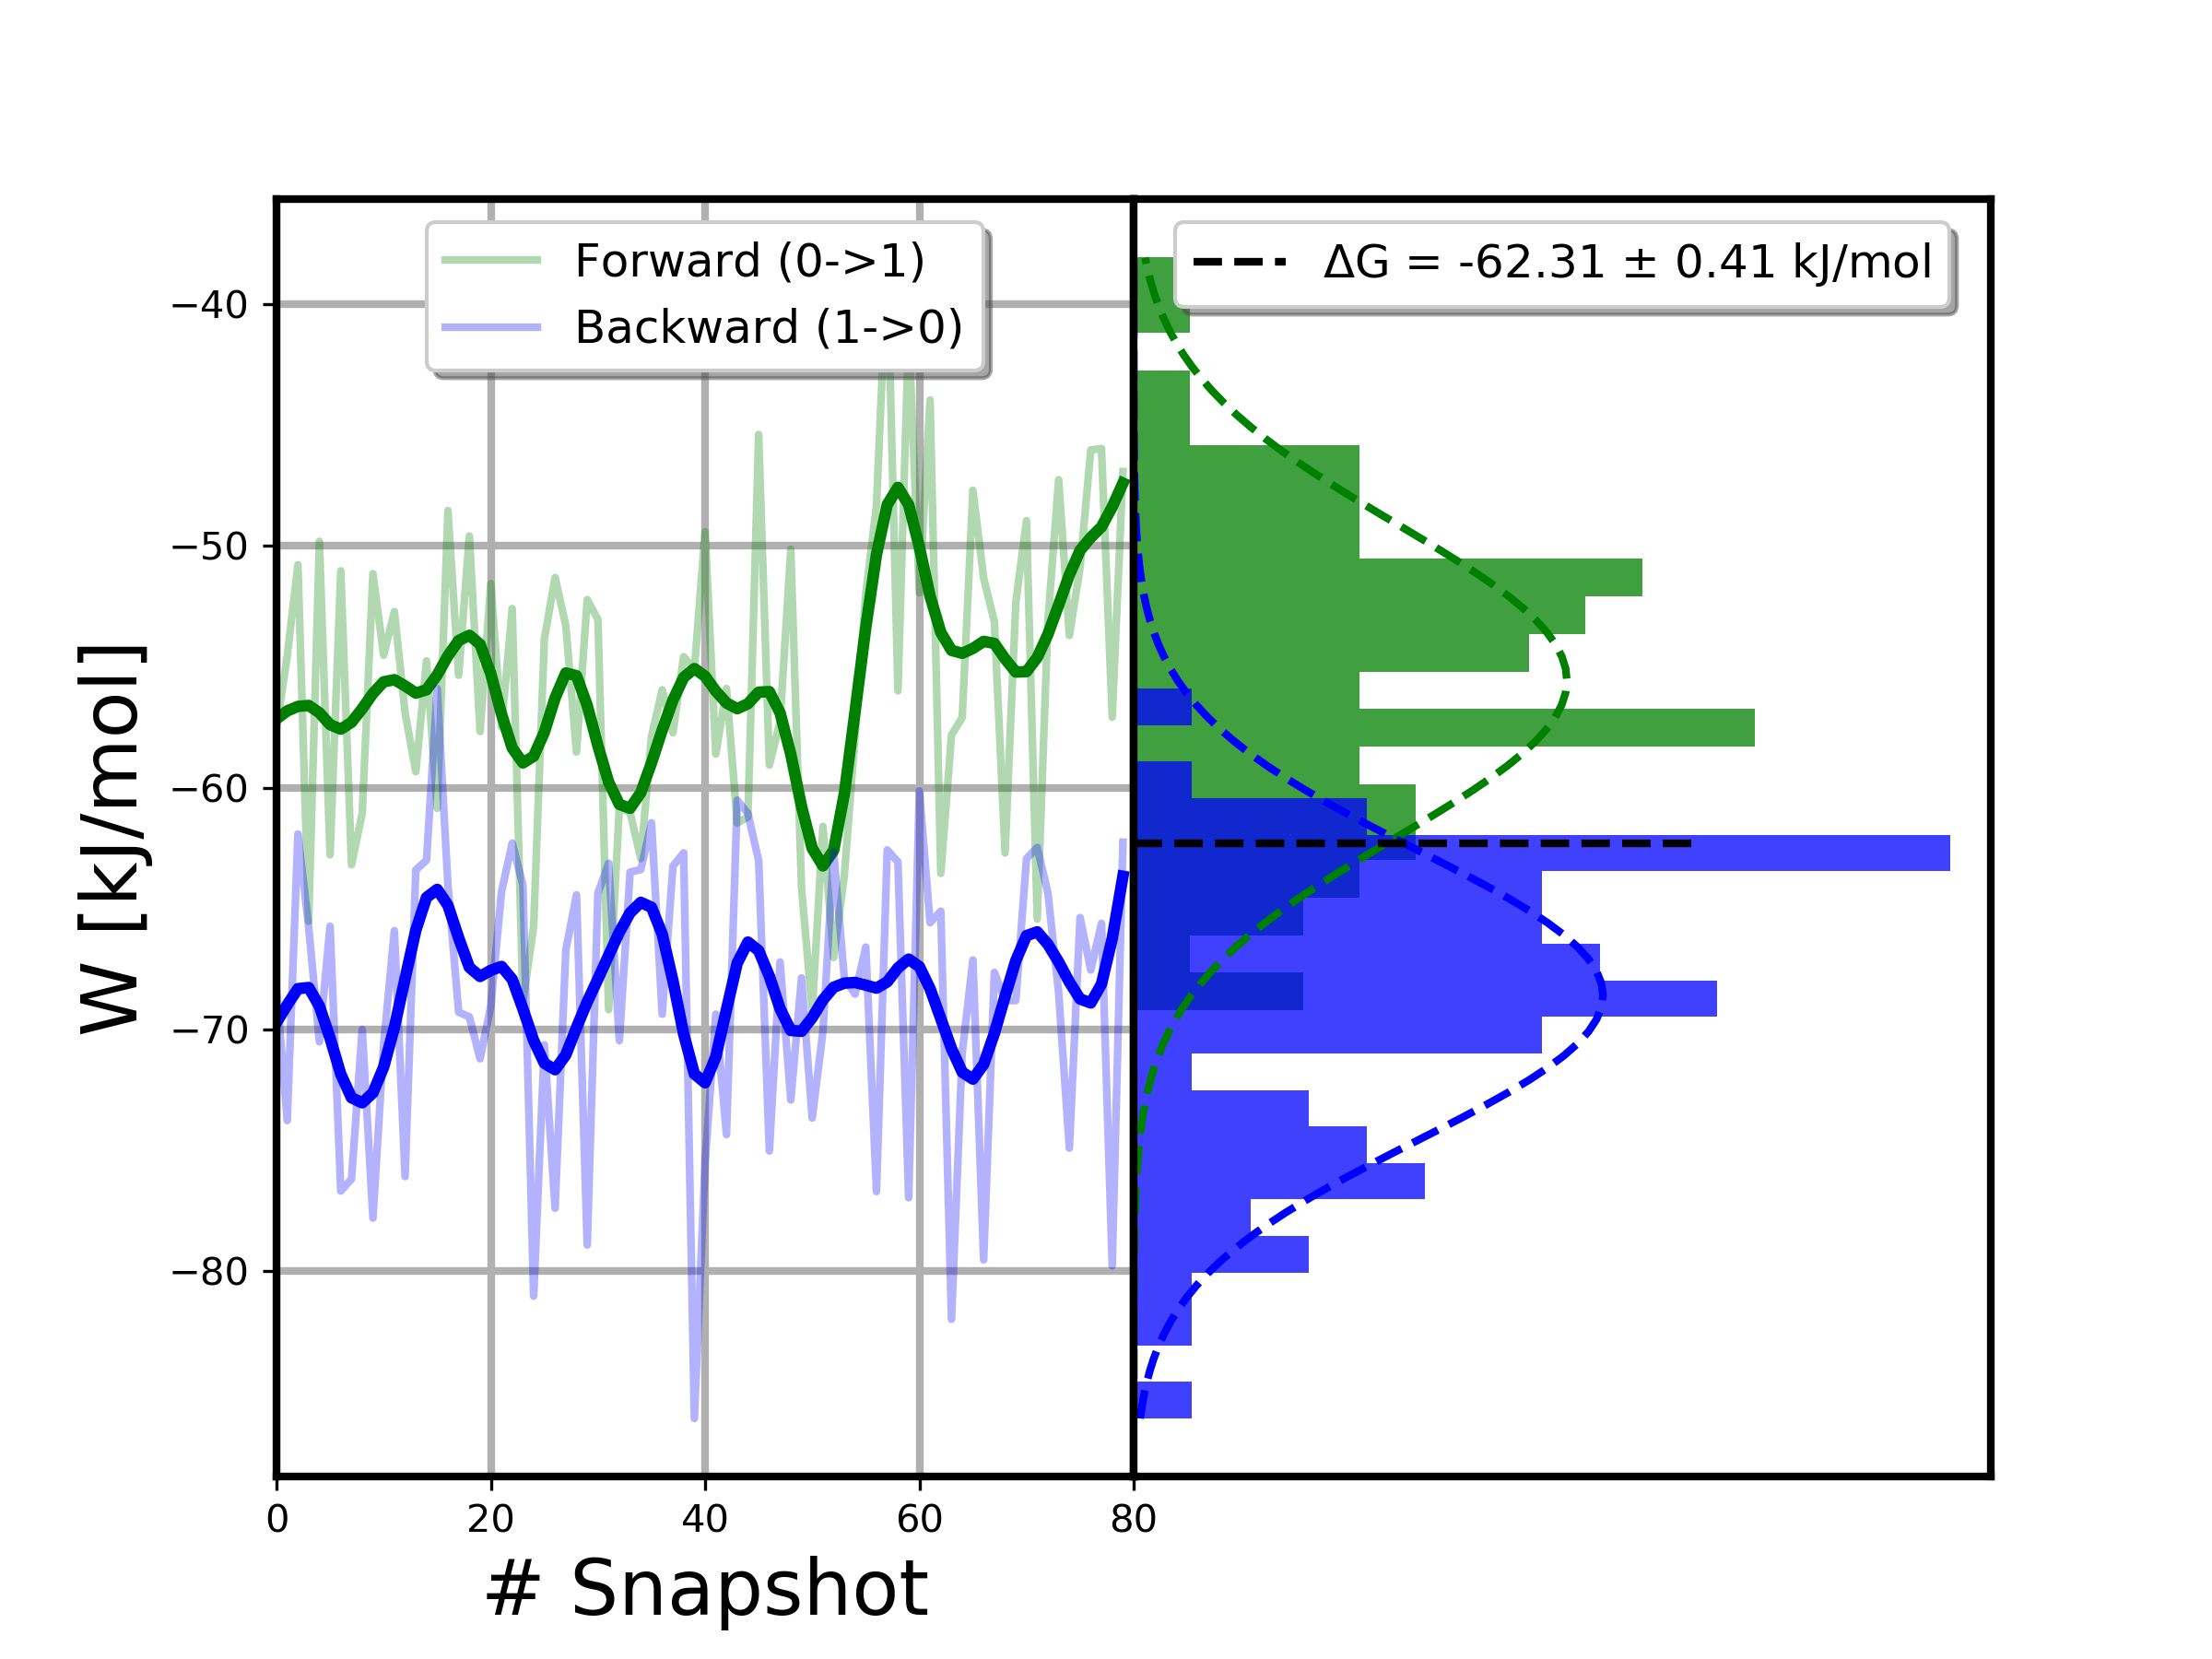 Forward (0->1)
Backward (1->0)
ΔG = -62.31 ± 0.41 kJ/mol
W [kJ/mol]
−40
−50
−60
−70
−80
0 20 40 60 80
# Snapshot